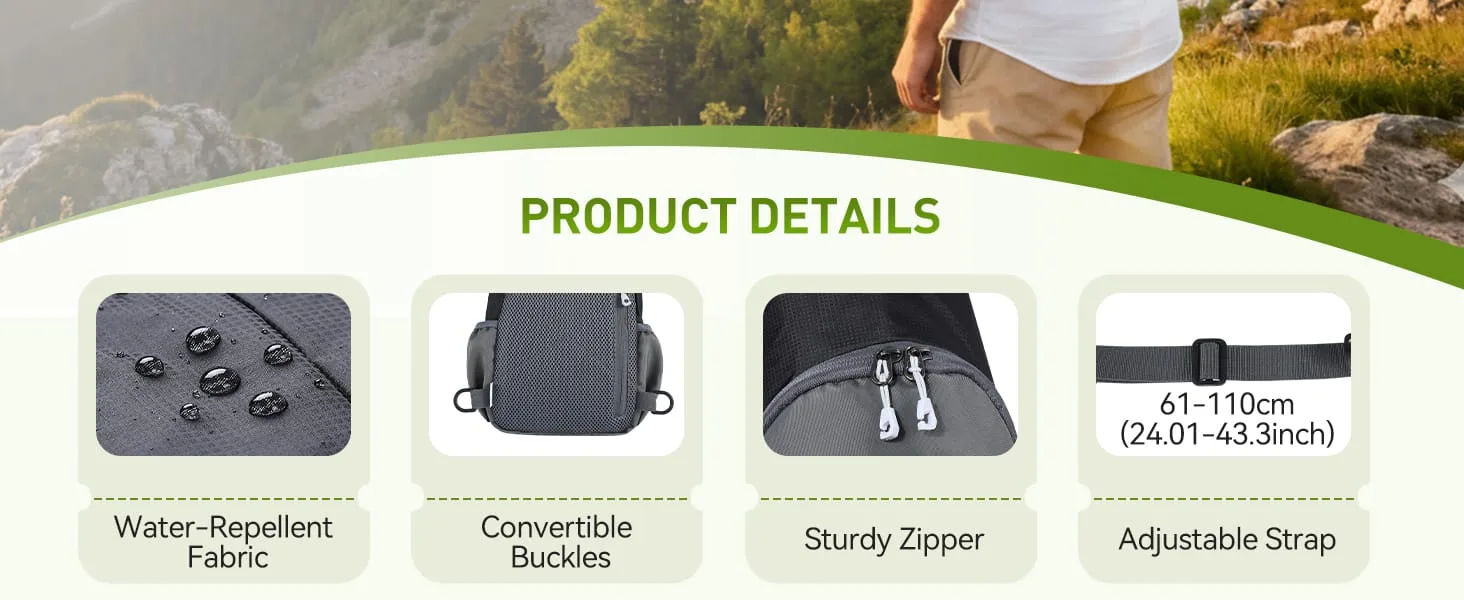 PRODUCT DETAILS
61-110cm
(24.01-43.3inch)
Water-Repellent
Fabric
Convertible
Buckles
Sturdy Zipper
Adjustable Strap